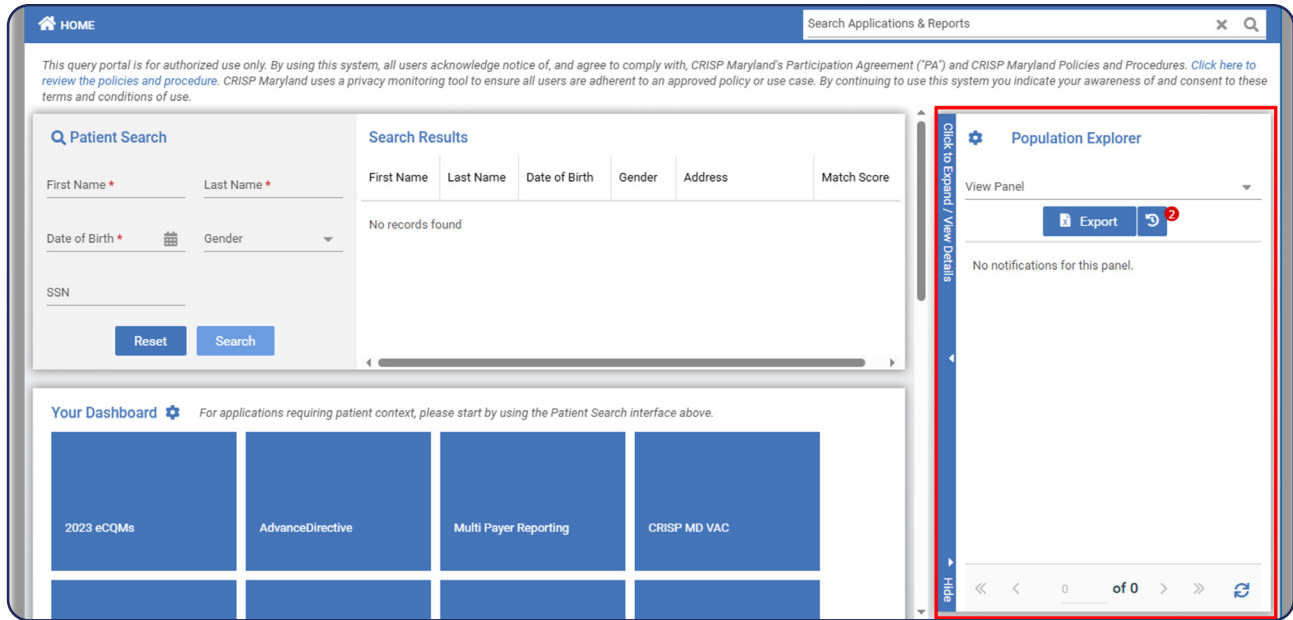 HOME
Search Applications & Reports
This query portal is for authorized use only. By using this system, all users acknowledge notice of, and agree to comply with, CRISP Maryland's Participation Agreement ("PA") and CRISP Maryland Policies and Procedures. Click here to
review the policies and procedure. CRISP Maryland uses a privacy monitoring tool to ensure all users are adherent to an approved policy or use case. By continuing to use this system you indicate your awareness of and consent to these
terms and conditions of use.
Patient Search
First Name *
Last Name *
Date of Birth *
Gender
SSN
Reset
Search
Search Results
First Name Last Name Date of Birth Gender Address Match Score
No records found
Your Dashboard
For applications requiring patient context, please start by using the Patient Search interface above.
2023 eCQMs
AdvanceDirective
Multi Payer Reporting
CRISP MD VAC
Click to Expand / View Details
Hide
Population Explorer
View Panel
Export
2
No notifications for this panel.
0 of 0